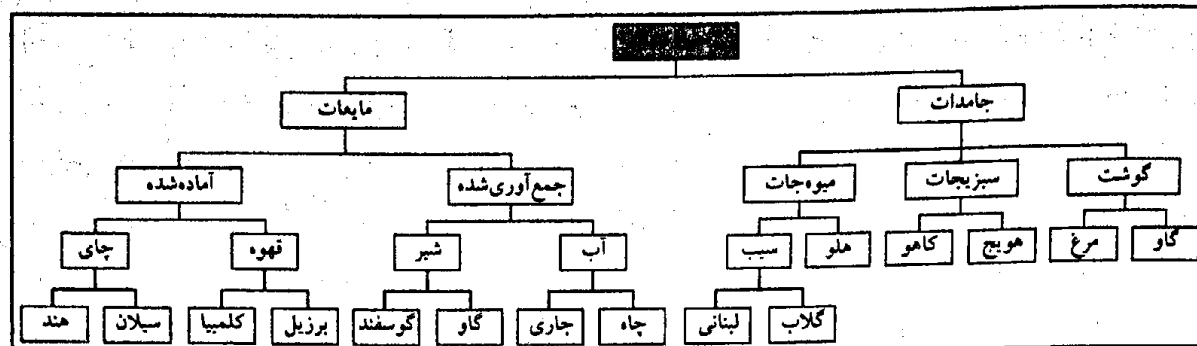 جامدات
مایعات
گوشت
سبزیجات
میوه‌جات
جمع‌آوری‌شده
آماده‌شده
گاو
مرغ
هویج
کاهو
هلو
سیب
آب
شیر
قهوه
چای
گلاب
لبنانی
چاه
جاری
گاو
گوسفند
برزیل
کلمبیا
سیلان
هند